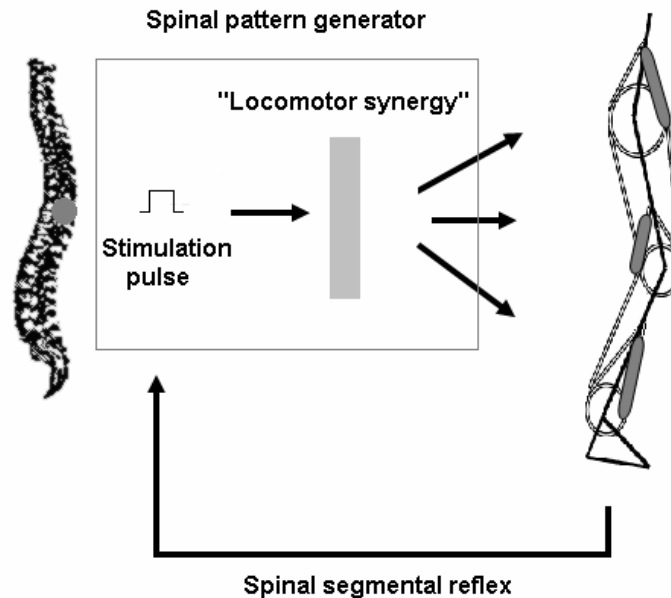 Spinal pattern generator
"Locomotor synergy"
Stimulation
pulse
Spinal segmental reflex